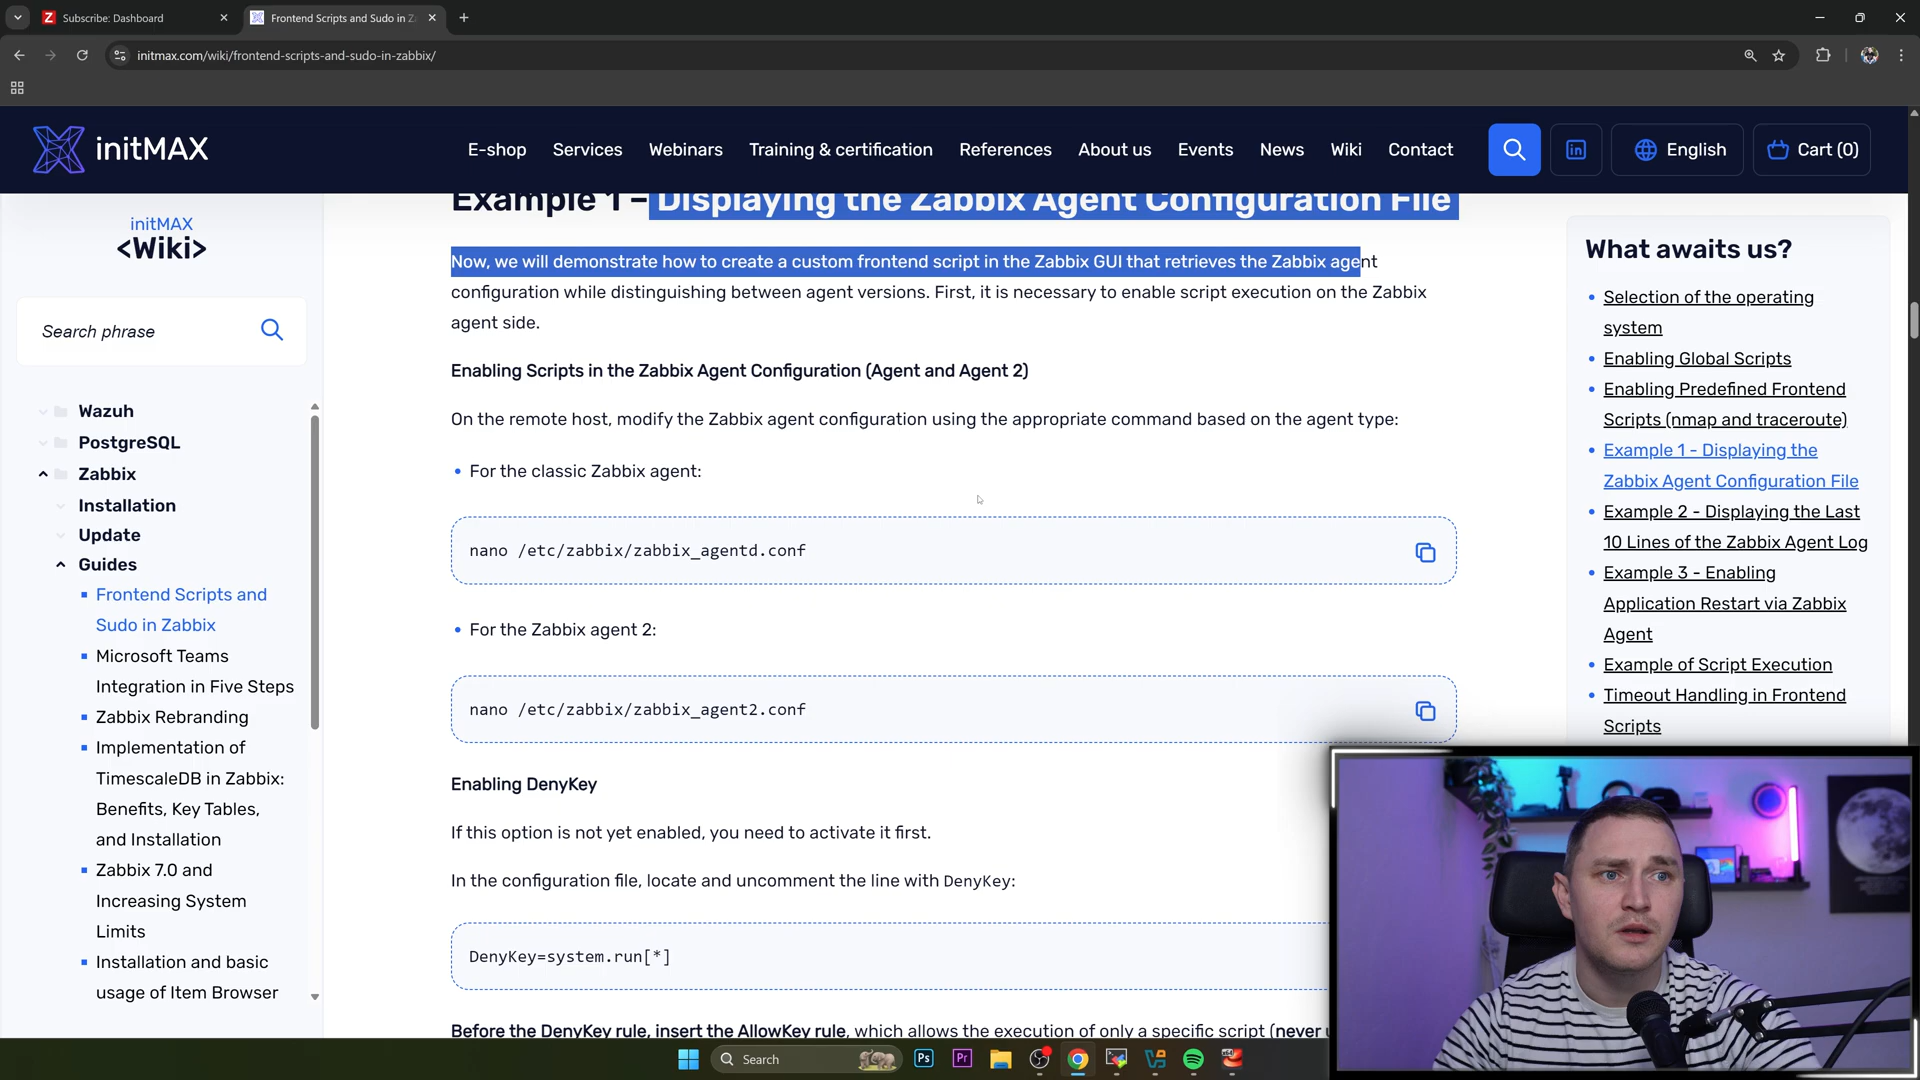 Subscribe: Dashboard
Frontend Scripts and Sudo in Z
initmax.com/wiki/frontend-scripts-and-sudo-in-zabbix/
initMAX
E-shop
Services
Webinars
Training & certification
References
About us
Events
News
Wiki
Contact
English
Cart (0)
initMAX
<Wiki>
Search phrase
Wazuh
PostgreSQL
Zabbix
Installation
Update
Guides
Frontend Scripts and
Sudo in Zabbix
Microsoft Teams
Integration in Five Steps
Zabbix Rebranding
Implementation of
TimescaleDB in Zabbix:
Benefits, Key Tables,
and Installation
Zabbix 7.0 and
Increasing System
Limits
Installation and basic
usage of Item Browser
Example 1 – Displaying the Zabbix Agent Configuration File
Now, we will demonstrate how to create a custom frontend script in the Zabbix GUI that retrieves the Zabbix agent
configuration while distinguishing between agent versions. First, it is necessary to enable script execution on the Zabbix
agent side.
Enabling Scripts in the Zabbix Agent Configuration (Agent and Agent 2)
On the remote host, modify the Zabbix agent configuration using the appropriate command based on the agent type:
For the classic Zabbix agent:
nano /etc/zabbix/zabbix_agentd.conf
For the Zabbix agent 2:
nano /etc/zabbix/zabbix_agent2.conf
Enabling DenyKey
If this option is not yet enabled, you need to activate it first.
In the configuration file, locate and uncomment the line with DenyKey:
DenyKey=system.run[*]
Before the DenyKey rule, insert the AllowKey rule, which allows the execution of only a specific script (never
What awaits us?
Selection of the operating
system
Enabling Global Scripts
Enabling Predefined Frontend
Scripts (nmap and traceroute)
Example 1 - Displaying the
Zabbix Agent Configuration File
Example 2 - Displaying the Last
10 Lines of the Zabbix Agent Log
Example 3 - Enabling
Application Restart via Zabbix
Agent
Example of Script Execution
Timeout Handling in Frontend
Scripts
Search
Ps
Pr